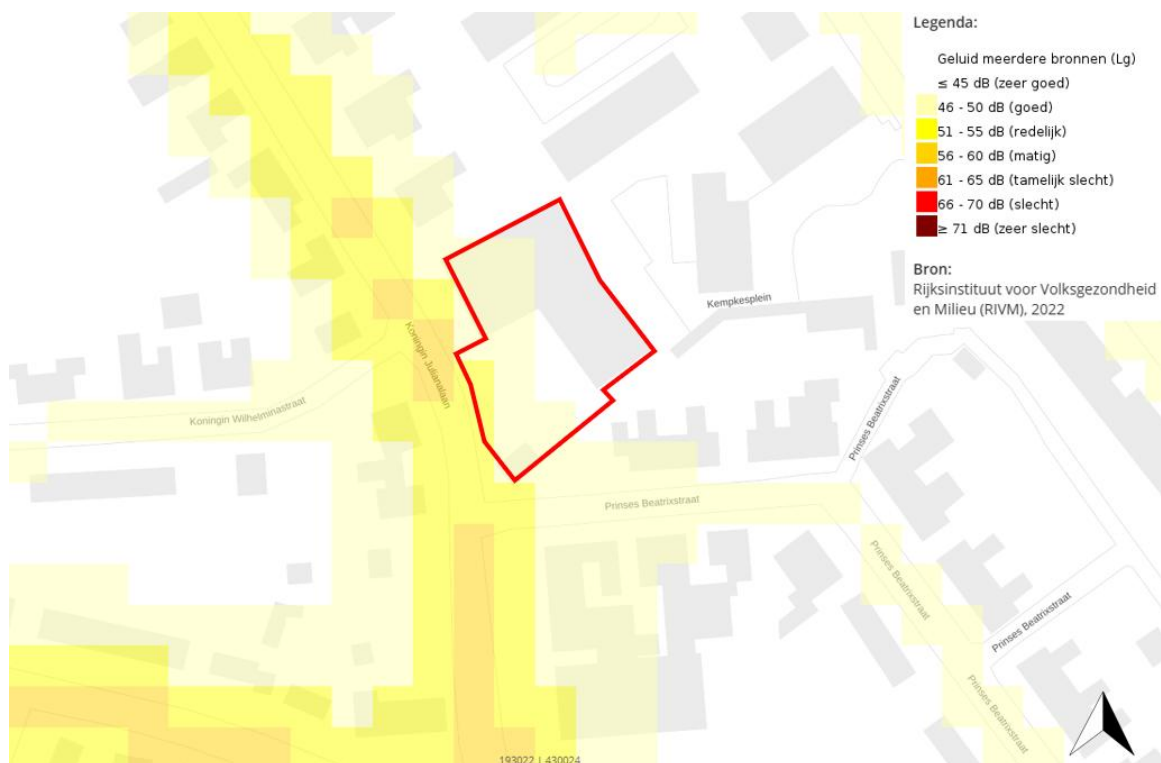 Legenda:
Geluid meerdere bronnen (Lg)
≤ 45 dB (zeer goed)
46 - 50 dB (goed)
51 - 55 dB (redelijk)
56 - 60 dB (matig)
61 - 65 dB (tamelijk slecht)
66 - 70 dB (slecht)
≥ 71 dB (zeer slecht)
Bron:
Rijksinstituut voor Volksgezondheid
en Milieu (RIVM), 2022
Kempkesplein
Koningin Julianalaan
Koningin Wilhelminastraat
Prinses Beatrixstraat
Prinses Beatrixstraat
Prinses Beatrixstraat
Prinses Beatrixstraat
Prinses Beatrixstraat
193022 | 430024